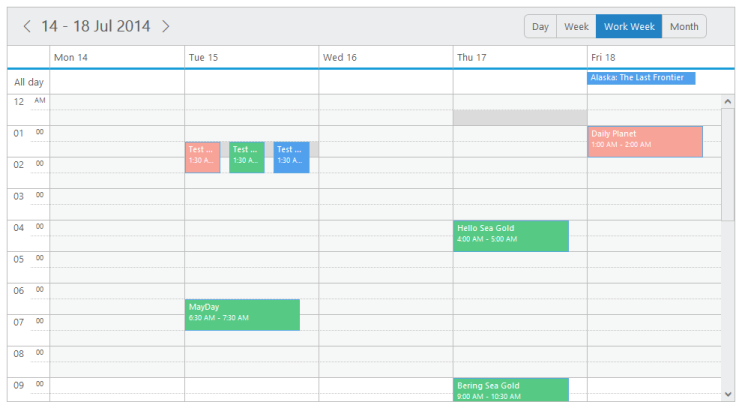 14 - 18 Jul 2014
Day Week Work Week Month
Mon 14 Tue 15 Wed 16 Thu 17 Fri 18
All day
Alaska: The Last Frontier
12 AM
01 00
Daily Planet
1:00 AM - 2:00 AM
Test ... Test ... Test ...
1:30 A... 1:30 A... 1:30 A...
02 00
03 00
04 00
Hello Sea Gold
4:00 AM - 5:00 AM
05 00
06 00
MayDay
6:30 AM - 7:30 AM
07 00
08 00
09 00
Bering Sea Gold
9:00 AM - 10:30 AM